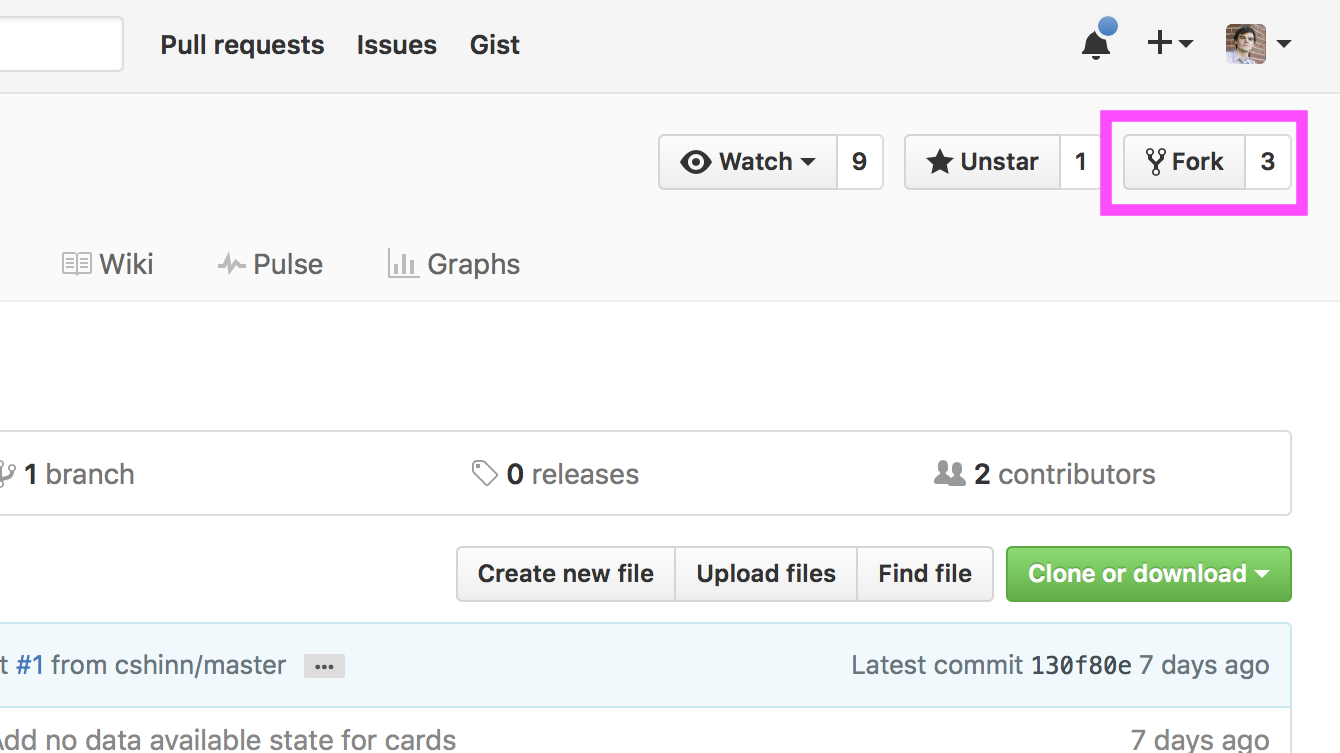 Pull requests Issues Gist
Watch 9 Unstar 1 Fork 3
Wiki Pulse Graphs
1 branch 0 releases 2 contributors
Create new file Upload files Find file Clone or download
t #1 from cshinn/master ••• Latest commit 130f80e 7 days ago
Add no data available state for cards 7 days ago